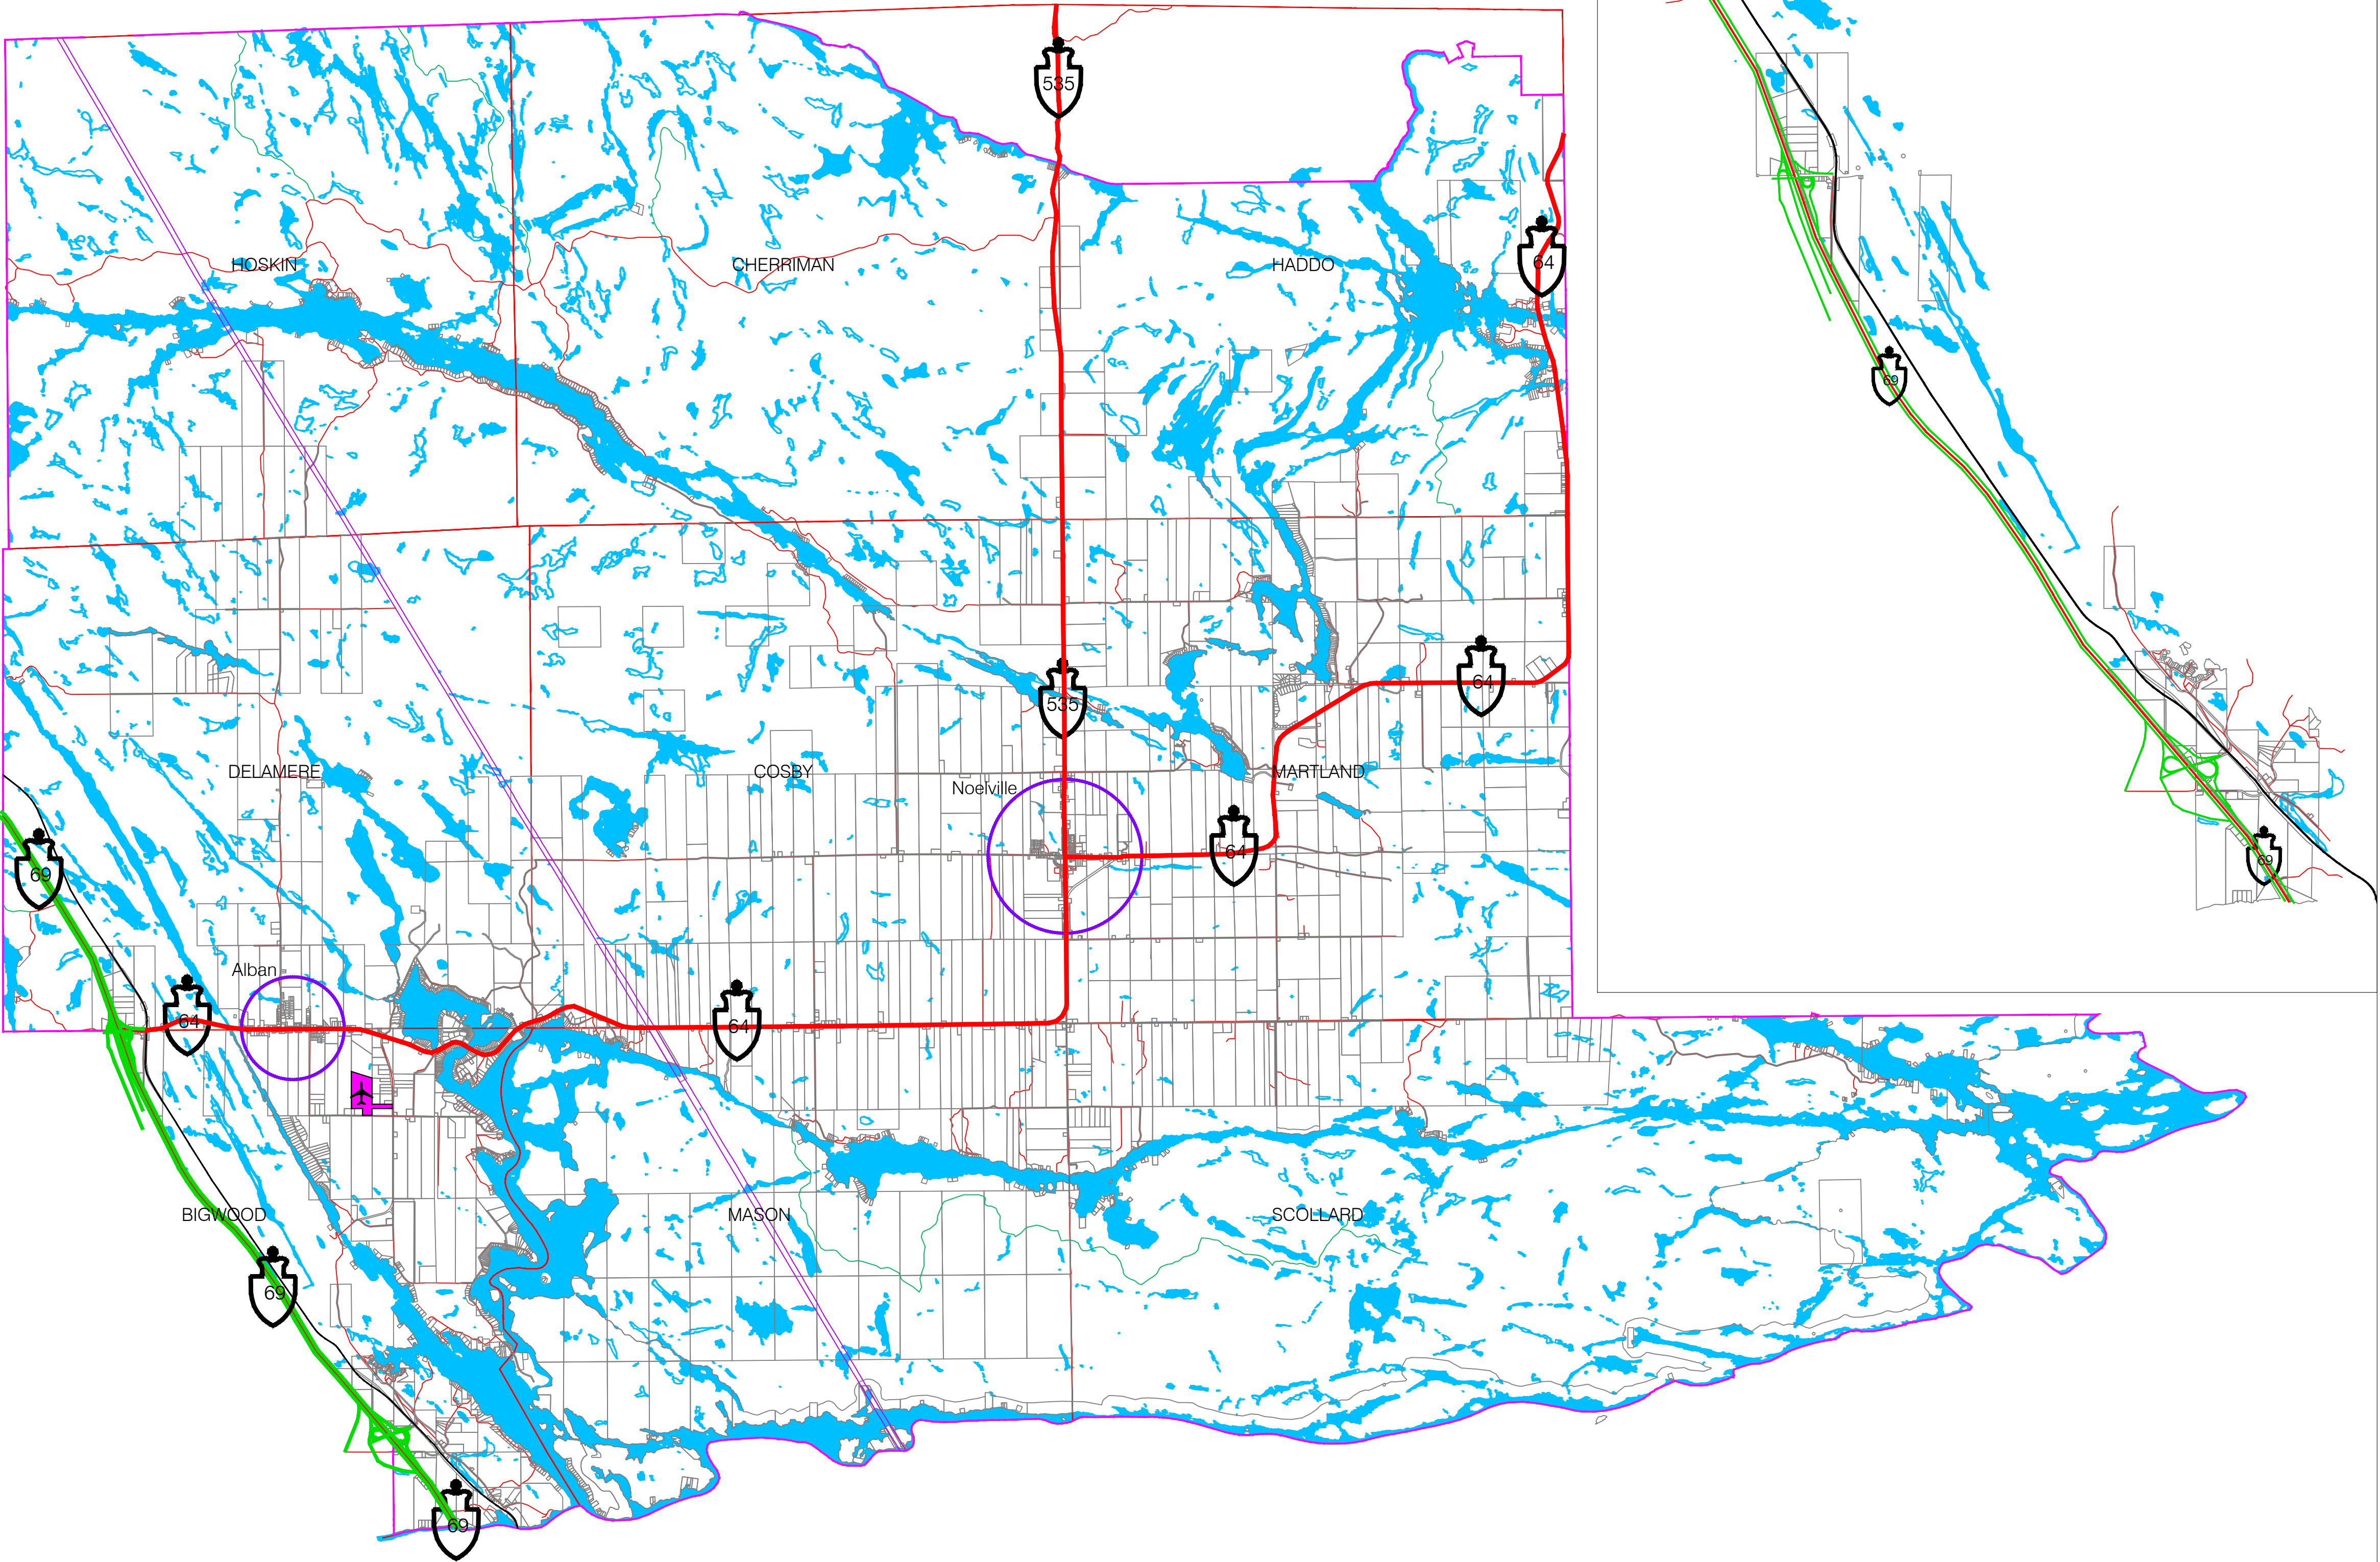 535
64
HOSKIN
CHERRIMAN
HADDO
69
64
535
DELAMERE
COSBY
MARTLAND
Noelville
64
69
69
Alban
64
64
BIGWOOD
MASON
SCOLLARD
69
69